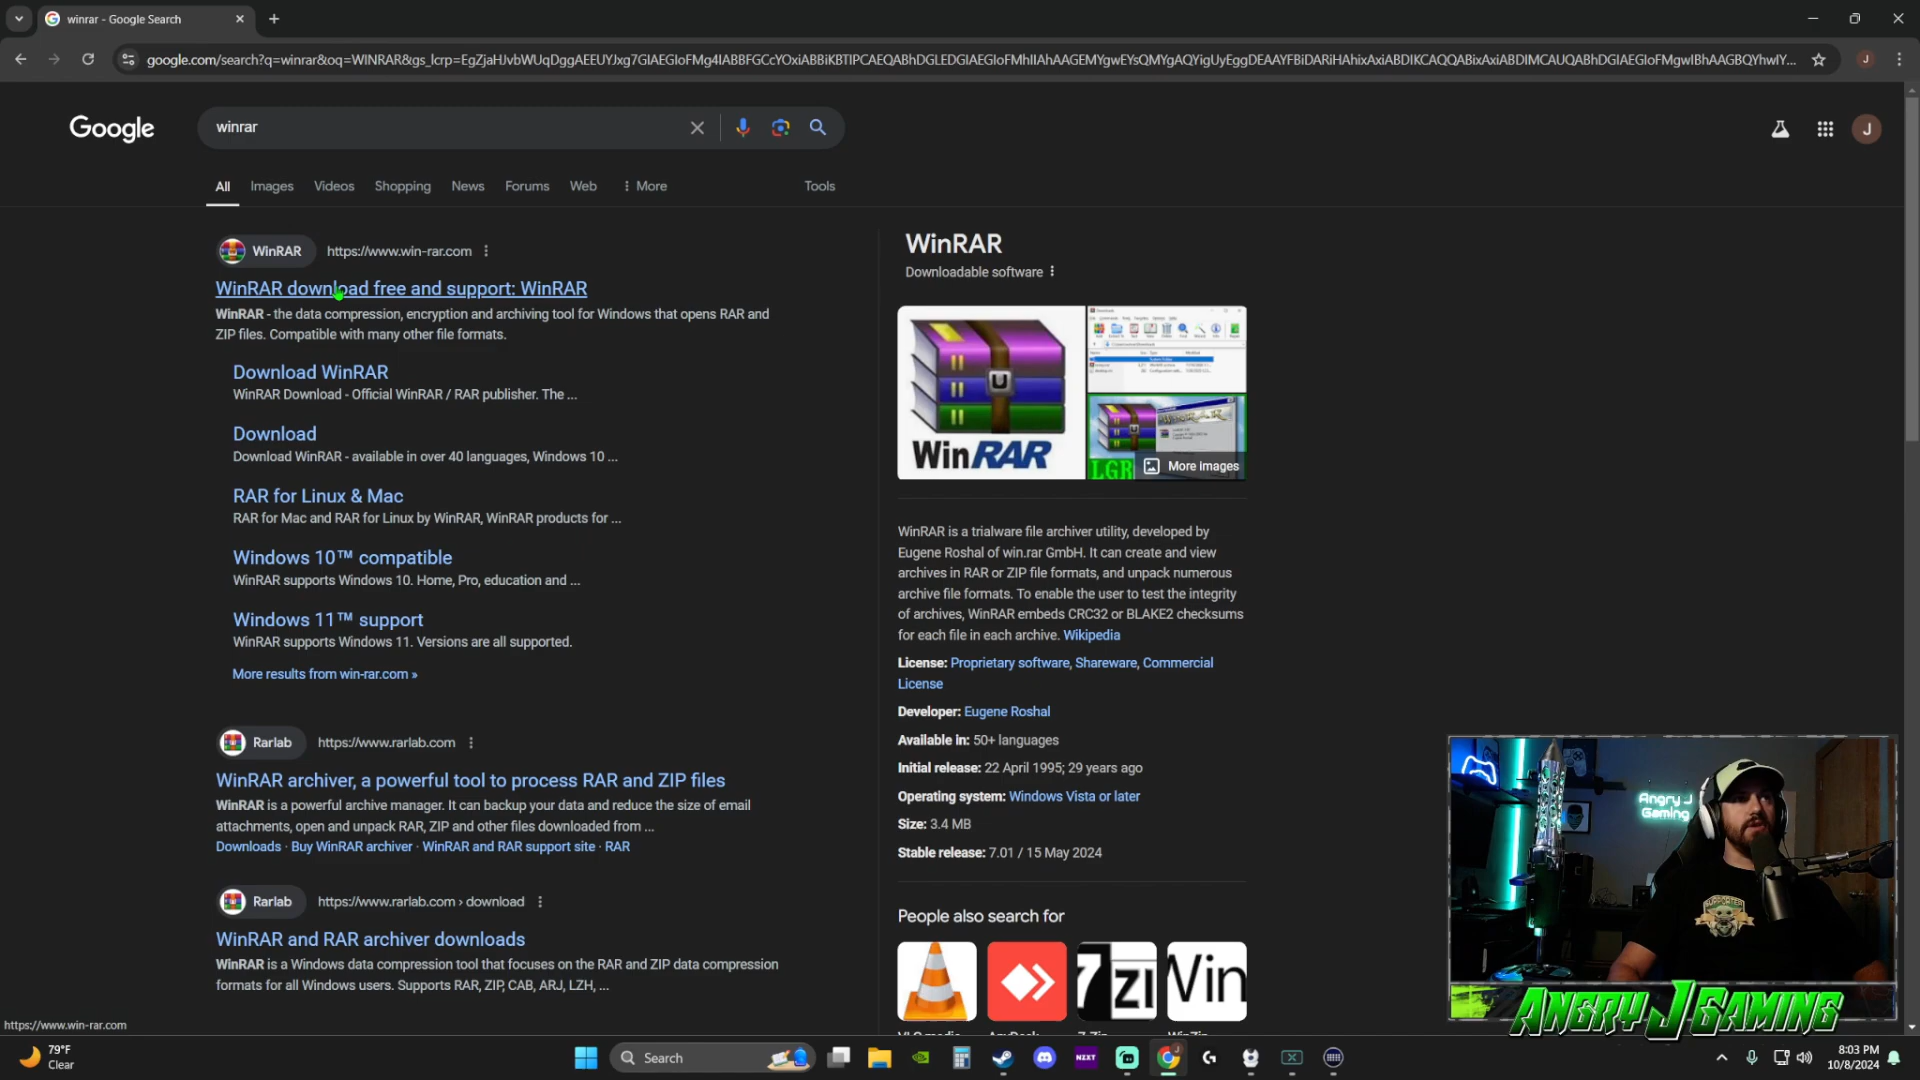 winrar - Google Search
google.com/search?q=winrar&oq=WINRAR&gs_lcrp=
Google
winrar
All
Images
Videos
Shopping
News
Forums
Web
More
Tools
J
WinRAR
https://www.win-rar.com
WinRAR download free and support: WinRAR
WinRAR - the data compression, encryption and archiving tool for Windows that opens RAR and
ZIP files. Compatible with many other file formats.
Download WinRAR
WinRAR Download - Official WinRAR / RAR publisher. The ...
Download
Download WinRAR - available in over 40 languages, Windows 10 ...
RAR for Linux & Mac
RAR for Mac and RAR for Linux by WinRAR, WinRAR products for ...
Windows 10™ compatible
WinRAR supports Windows 10. Home, Pro, education and ...
Windows 11™ support
WinRAR supports Windows 11. Versions are all supported.
More results from win-rar.com »
Rarlab
https://www.rarlab.com
WinRAR archiver, a powerful tool to process RAR and ZIP files
WinRAR is a powerful archive manager. It can backup your data and reduce the size of email
attachments, open and unpack RAR, ZIP and other files downloaded from ...
Downloads · Buy WinRAR archiver · WinRAR and RAR support site · RAR
Rarlab
https://www.rarlab.com › download
WinRAR and RAR archiver downloads
WinRAR is a Windows data compression tool that focuses on the RAR and ZIP data compression
formats for all Windows users. Supports RAR, ZIP, CAB, ARJ, LZH, ...
https://www.win-rar.com
WinRAR
Downloadable software
WinRAR
LGR
More images
WinRAR is a trialware file archiver utility, developed by
Eugene Roshal of win.rar GmbH. It can create and view
archives in RAR or ZIP file formats, and unpack numerous
archive file formats. To enable the user to test the integrity
of archives, WinRAR embeds CRC32 or BLAKE2 checksums
for each file in each archive. Wikipedia
License: Proprietary software, Shareware, Commercial
License
Developer: Eugene Roshal
Available in: 50+ languages
Initial release: 22 April 1995; 29 years ago
Operating system: Windows Vista or later
Size: 3.4 MB
Stable release: 7.01 / 15 May 2024
People also search for
7 ZI
Win
Angry J
Gaming
SUPPORTER
ANGRY J GAMING
79°F
Clear
Search
NZXT
8:03 PM
10/8/2024